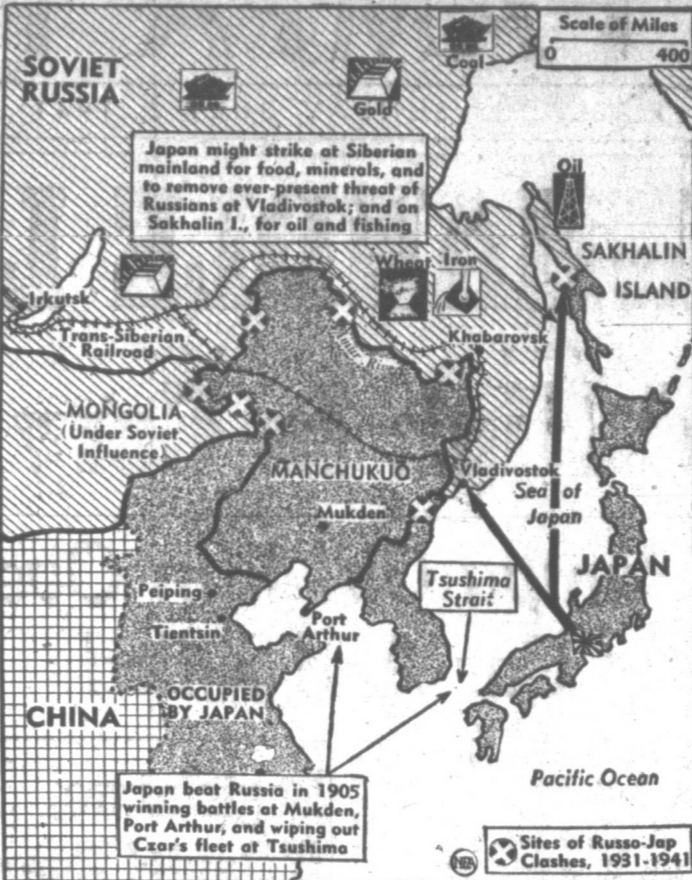 Scale of Miles
0 400
SOVIET
RUSSIA
Coal
Gold
Japan might strike at Siberian
mainland for food, minerals, and
to remove ever-present threat of
Russians at Vladivostok; and on
Sakhalin I., for oil and fishing
Oil
SAKHALIN
ISLAND
Wheat
Iron
Irkutsk
Trans-Siberian
Railroad
Khabarovsk
MONGOLIA
(Under Soviet
Influence)
MANCHUKUO
Vladivostok
Mukden
Sea of
Japan
JAPAN
Tsushima
Strait
Peiping
Tientsin
Port
Arthur
OCCUPIED
BY JAPAN
CHINA
Japan beat Russia in 1905
winning battles at Mukden,
Port Arthur, and wiping out
Czar's fleet at Tsushima
Pacific Ocean
NEA
Sites of Russo-Jap
Clashes, 1931-1941